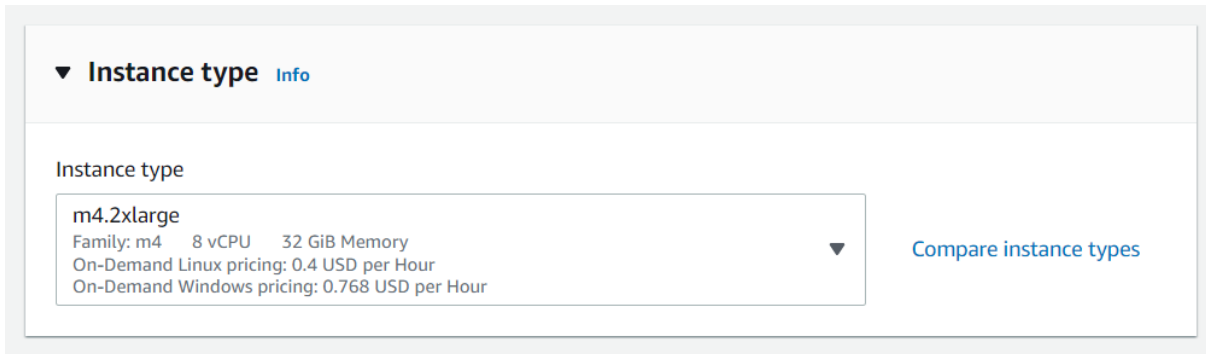 Instance type Info
Instance type
m4.2xlarge
Family: m4 8 vCPU 32 GiB Memory
On-Demand Linux pricing: 0.4 USD per Hour
On-Demand Windows pricing: 0.768 USD per Hour
Compare instance types